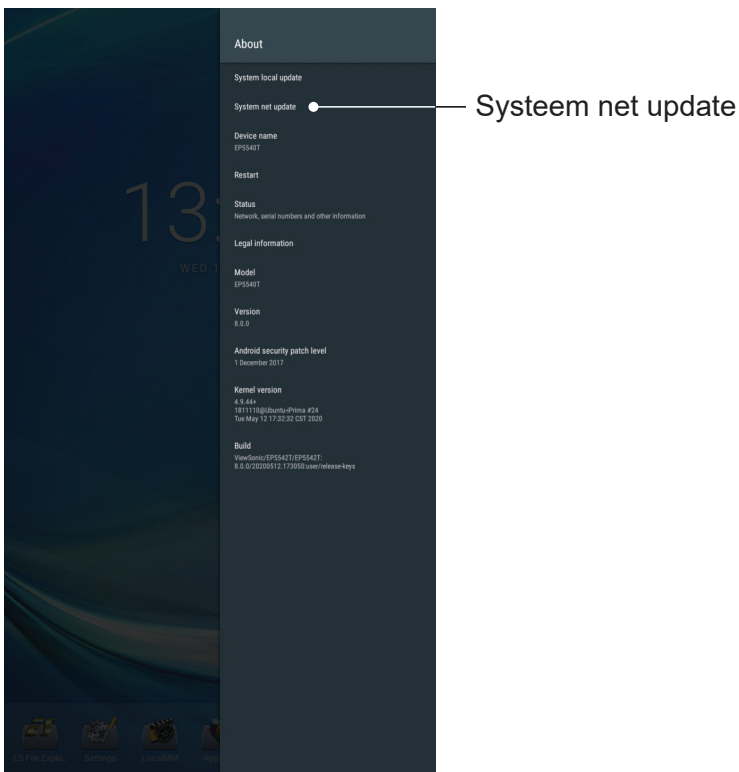 About
System local update
System net update
Systeem net update
Device name
EP5540T
Restart
Status
Network, serial numbers and other information
Legal information
Model
EP5540T
Version
8.0.0
Android security patch level
1 December 2017
Kernel version
4.9.44+
1811110@Ubuntu-iPrima #24
Tue May 12 17:32:32 CST 2020
Build
ViewSonic/EP5542T/EP5542T:
8.0.0/20200512,173050:user/release-keys
13:
WED 1
ES File Explo..
Settings
LocalMM
App